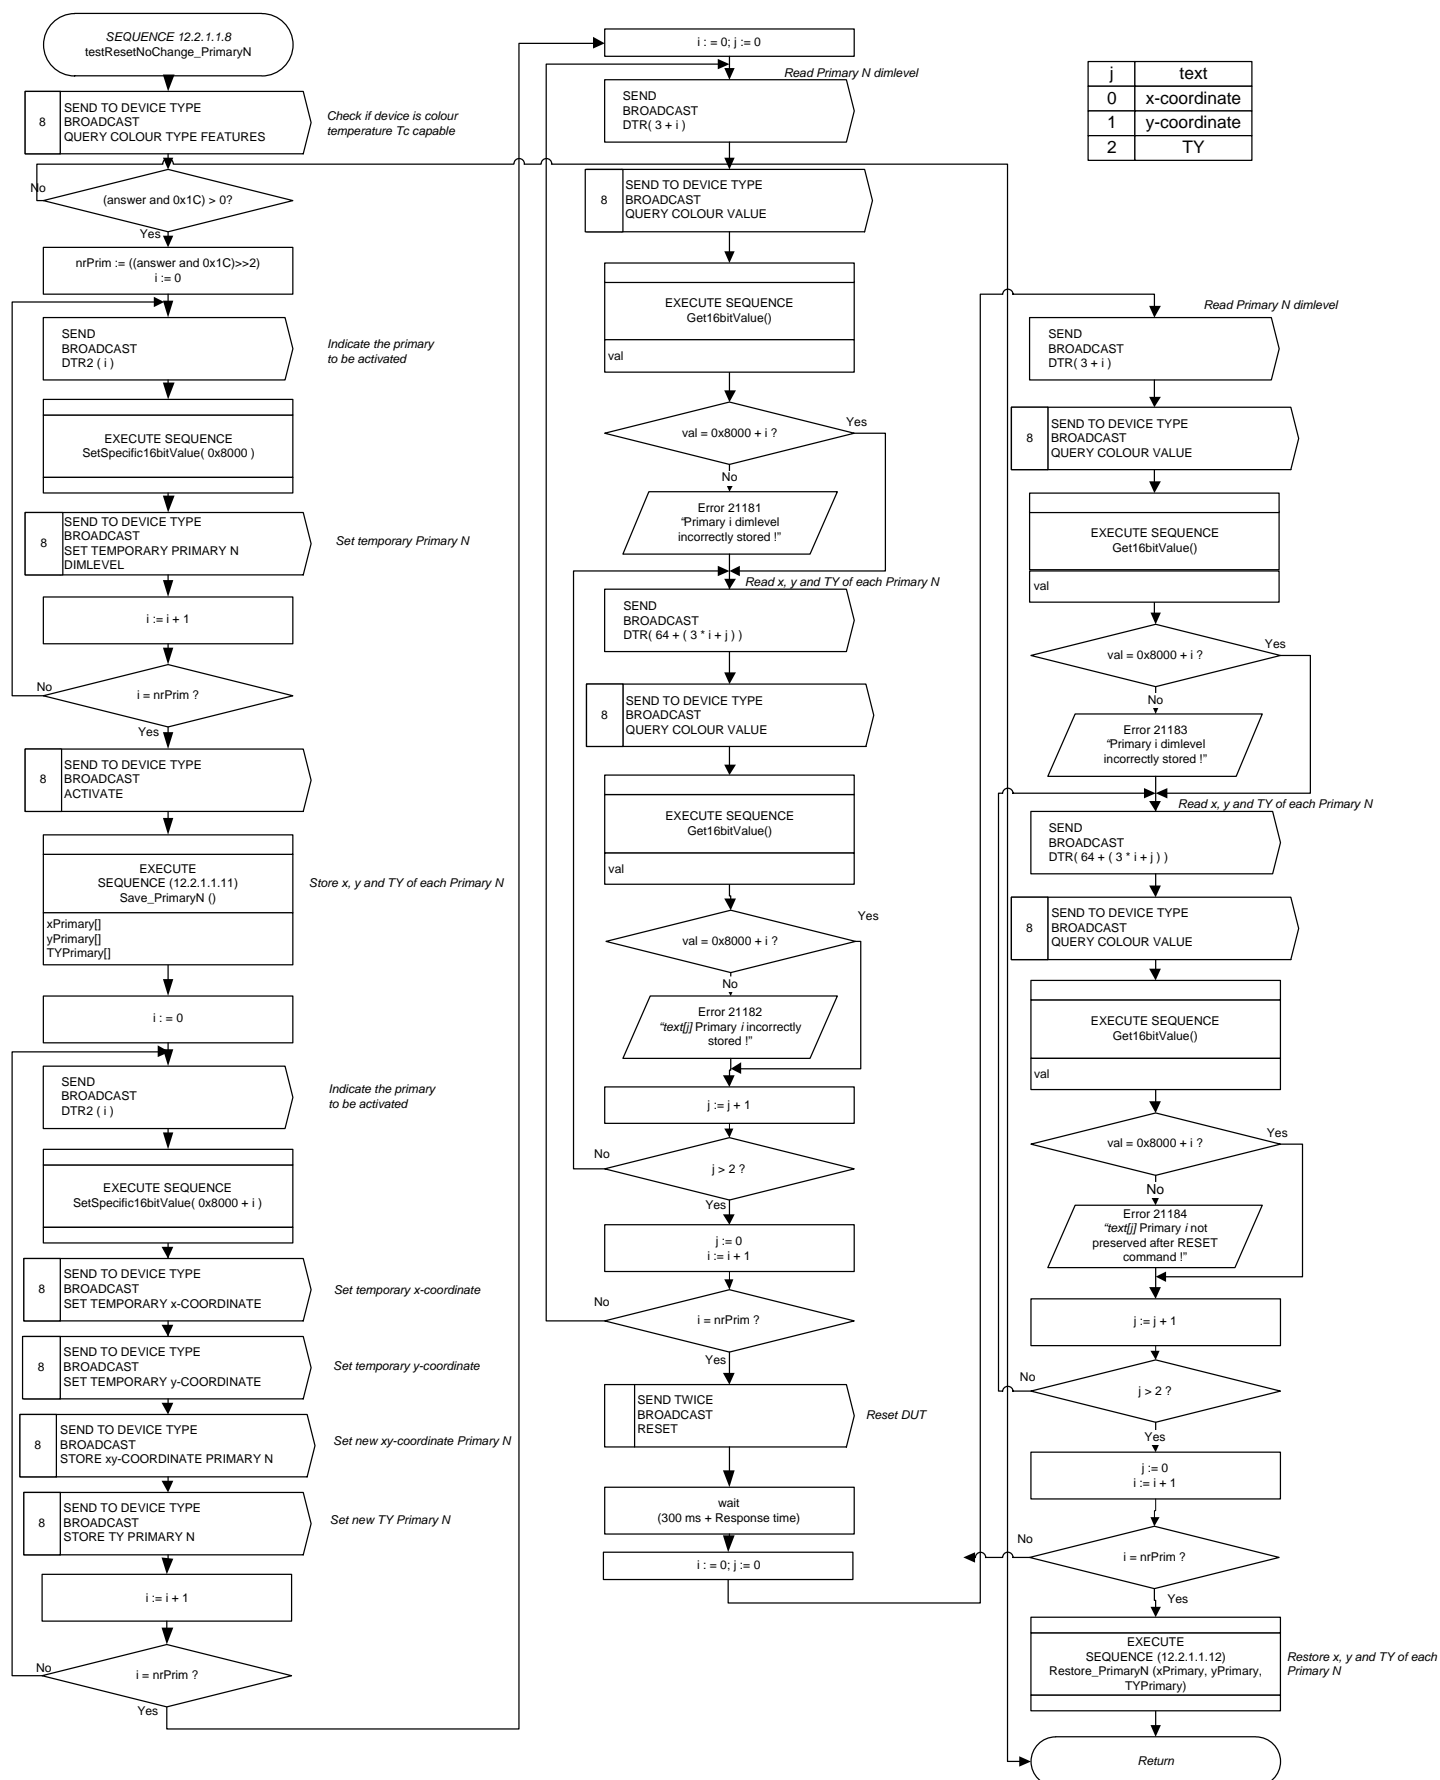 SEQUENCE 12.2.1.1.8
testResetNoChange_PrimaryN
8
SEND TO DEVICE TYPE
BROADCAST
QUERY COLOUR TYPE FEATURES
Check if device is colour
temperature Tc capable
No
(answer and 0x1C) > 0?
Yes
nrPrim := ((answer and 0x1C)>>2)
i := 0
SEND
BROADCAST
DTR2 ( i )
Indicate the primary
to be activated
EXECUTE SEQUENCE
SetSpecific16bitValue( 0x8000 )
8
SEND TO DEVICE TYPE
BROADCAST
SET TEMPORARY PRIMARY N
DIMLEVEL
Set temporary Primary N
i := i + 1
No
i = nrPrim ?
Yes
8
SEND TO DEVICE TYPE
BROADCAST
ACTIVATE
EXECUTE
SEQUENCE (12.2.1.1.11)
Save_PrimaryN ()
xPrimary[]
yPrimary[]
TYPrimary[]
Store x, y and TY of each Primary N
i : = 0
SEND
BROADCAST
DTR2 ( i )
Indicate the primary
to be activated
EXECUTE SEQUENCE
SetSpecific16bitValue( 0x8000 + i )
8
SEND TO DEVICE TYPE
BROADCAST
SET TEMPORARY x-COORDINATE
Set temporary x-coordinate
8
SEND TO DEVICE TYPE
BROADCAST
SET TEMPORARY y-COORDINATE
Set temporary y-coordinate
8
SEND TO DEVICE TYPE
BROADCAST
STORE xy-COORDINATE PRIMARY N
Set new xy-coordinate Primary N
8
SEND TO DEVICE TYPE
BROADCAST
STORE TY PRIMARY N
Set new TY Primary N
i := i + 1
No
i = nrPrim ?
Yes
i : = 0; j := 0
Read Primary N dimlevel
SEND
BROADCAST
DTR( 3 + i )
8
SEND TO DEVICE TYPE
BROADCAST
QUERY COLOUR VALUE
EXECUTE SEQUENCE
Get16bitValue()
val
val = 0x8000 + i ?
Yes
No
Error 21181
“Primary i dimlevel
incorrectly stored !”
Read x, y and TY of each Primary N
SEND
BROADCAST
DTR( 64 + ( 3 * i + j ) )
8
SEND TO DEVICE TYPE
BROADCAST
QUERY COLOUR VALUE
EXECUTE SEQUENCE
Get16bitValue()
val
val = 0x8000 + i ?
Yes
No
Error 21182
“text[j] Primary i incorrectly
stored !”
j := j + 1
No
j > 2 ?
Yes
j := 0
i := i + 1
No
i = nrPrim ?
Yes
SEND TWICE
BROADCAST
RESET
Reset DUT
wait
(300 ms + Response time)
i : = 0; j := 0
j text
0 x-coordinate
1 y-coordinate
2 TY
Read Primary N dimlevel
SEND
BROADCAST
DTR( 3 + i )
8
SEND TO DEVICE TYPE
BROADCAST
QUERY COLOUR VALUE
EXECUTE SEQUENCE
Get16bitValue()
val
val = 0x8000 + i ?
Yes
No
Error 21183
“Primary i dimlevel
incorrectly stored !”
Read x, y and TY of each Primary N
SEND
BROADCAST
DTR( 64 + ( 3 * i + j ) )
8
SEND TO DEVICE TYPE
BROADCAST
QUERY COLOUR VALUE
EXECUTE SEQUENCE
Get16bitValue()
val
val = 0x8000 + i ?
Yes
No
Error 21184
“text[j] Primary i not
preserved after RESET
command !”
j := j + 1
No
j > 2 ?
Yes
j := 0
i := i + 1
No
i = nrPrim ?
Yes
EXECUTE
SEQUENCE (12.2.1.1.12)
Restore_PrimaryN (xPrimary, yPrimary,
TYPrimary)
Restore x, y and TY of each
Primary N
Return